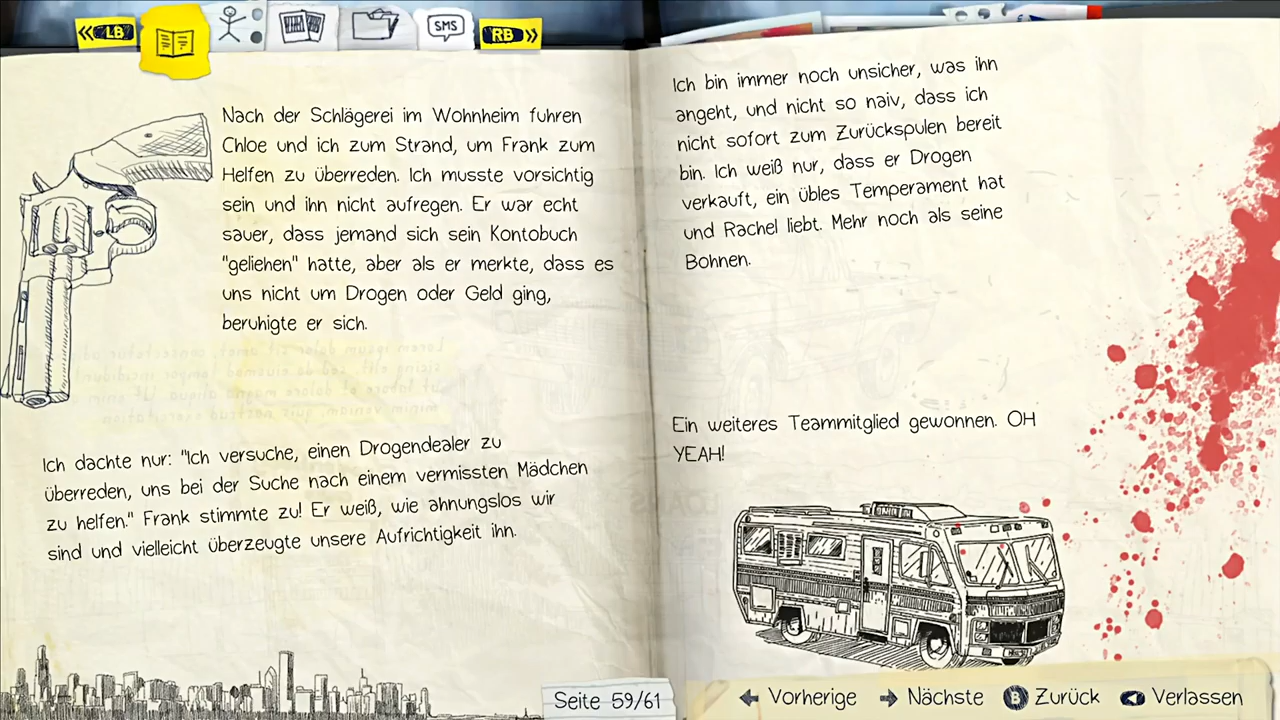 LB
SMS
RB
Nach der Schlägerei im Wohnheim fuhren
Chloe und ich zum Strand, um Frank zum
Helfen zu überreden. Ich musste vorsichtig
sein und ihn nicht aufregen. Er war echt
sauer, dass jemand sich sein Kontobuch
"geliehen" hatte, aber als er merkte, dass es
uns nicht um Drogen oder Geld ging,
beruhigte er sich.
Ich dachte nur: "Ich versuche, einen Drogendealer zu
überreden, uns bei der Suche nach einem vermissten Mädchen
zu helfen." Frank stimmte zu! Er weiß, wie ahnungslos wir
sind und vielleicht überzeugte unsere Aufrichtigkeit ihn.
Ich bin immer noch unsicher, was ihn
angeht, und nicht so naiv, dass ich
nicht sofort zum Zurückspulen bereit
bin. Ich weiß nur, dass er Drogen
verkauft, ein übles Temperament hat
und Rachel liebt. Mehr noch als seine
Bohnen.
Ein weiteres Teammitglied gewonnen. OH
YEAH!
Seite 59/61
Vorherige
Nächste
B Zurück
Verlassen